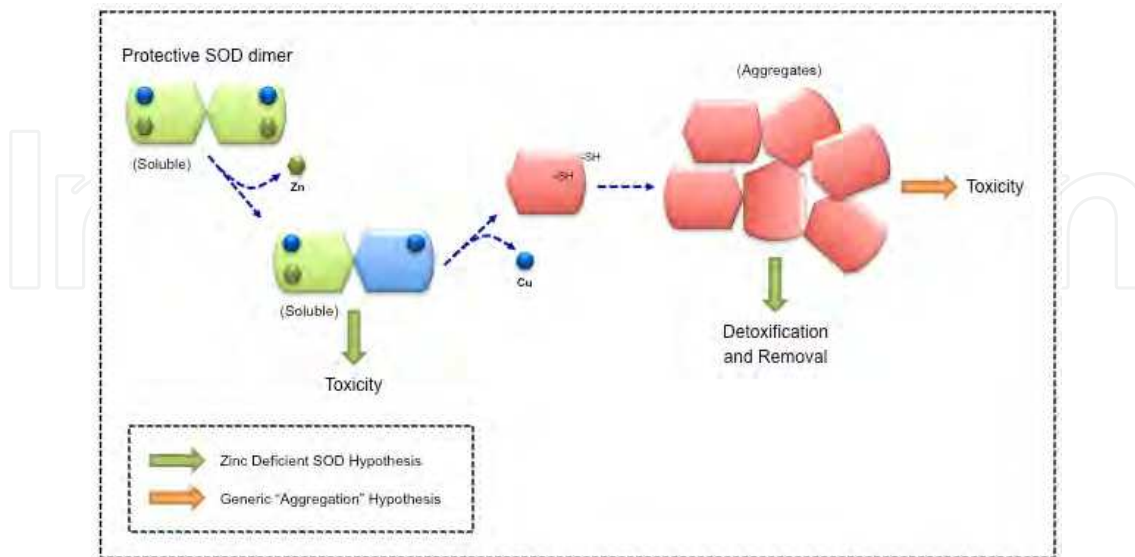 Protective SOD dimer
(Soluble)
Zn
(Soluble)
Toxicity
Cu
-SH
-SH
(Aggregates)
Toxicity
Detoxification
and Removal
Zinc Deficient SOD Hypothesis
Generic "Aggregation" Hypothesis